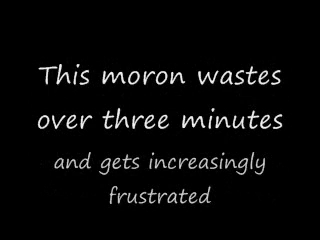 This moron wastes
over three minutes
and gets increasingly
frustrated